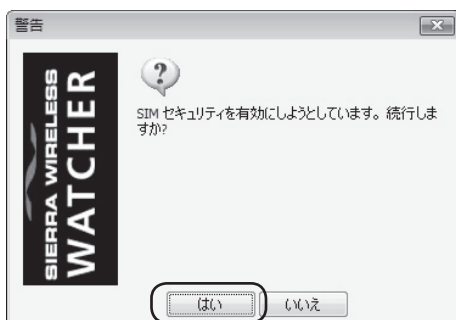 警告
SIERRA WIRELESS
WATCHER
SIM セキュリティを有効にしようとしています。続行しま
すか?
はい
いいえ